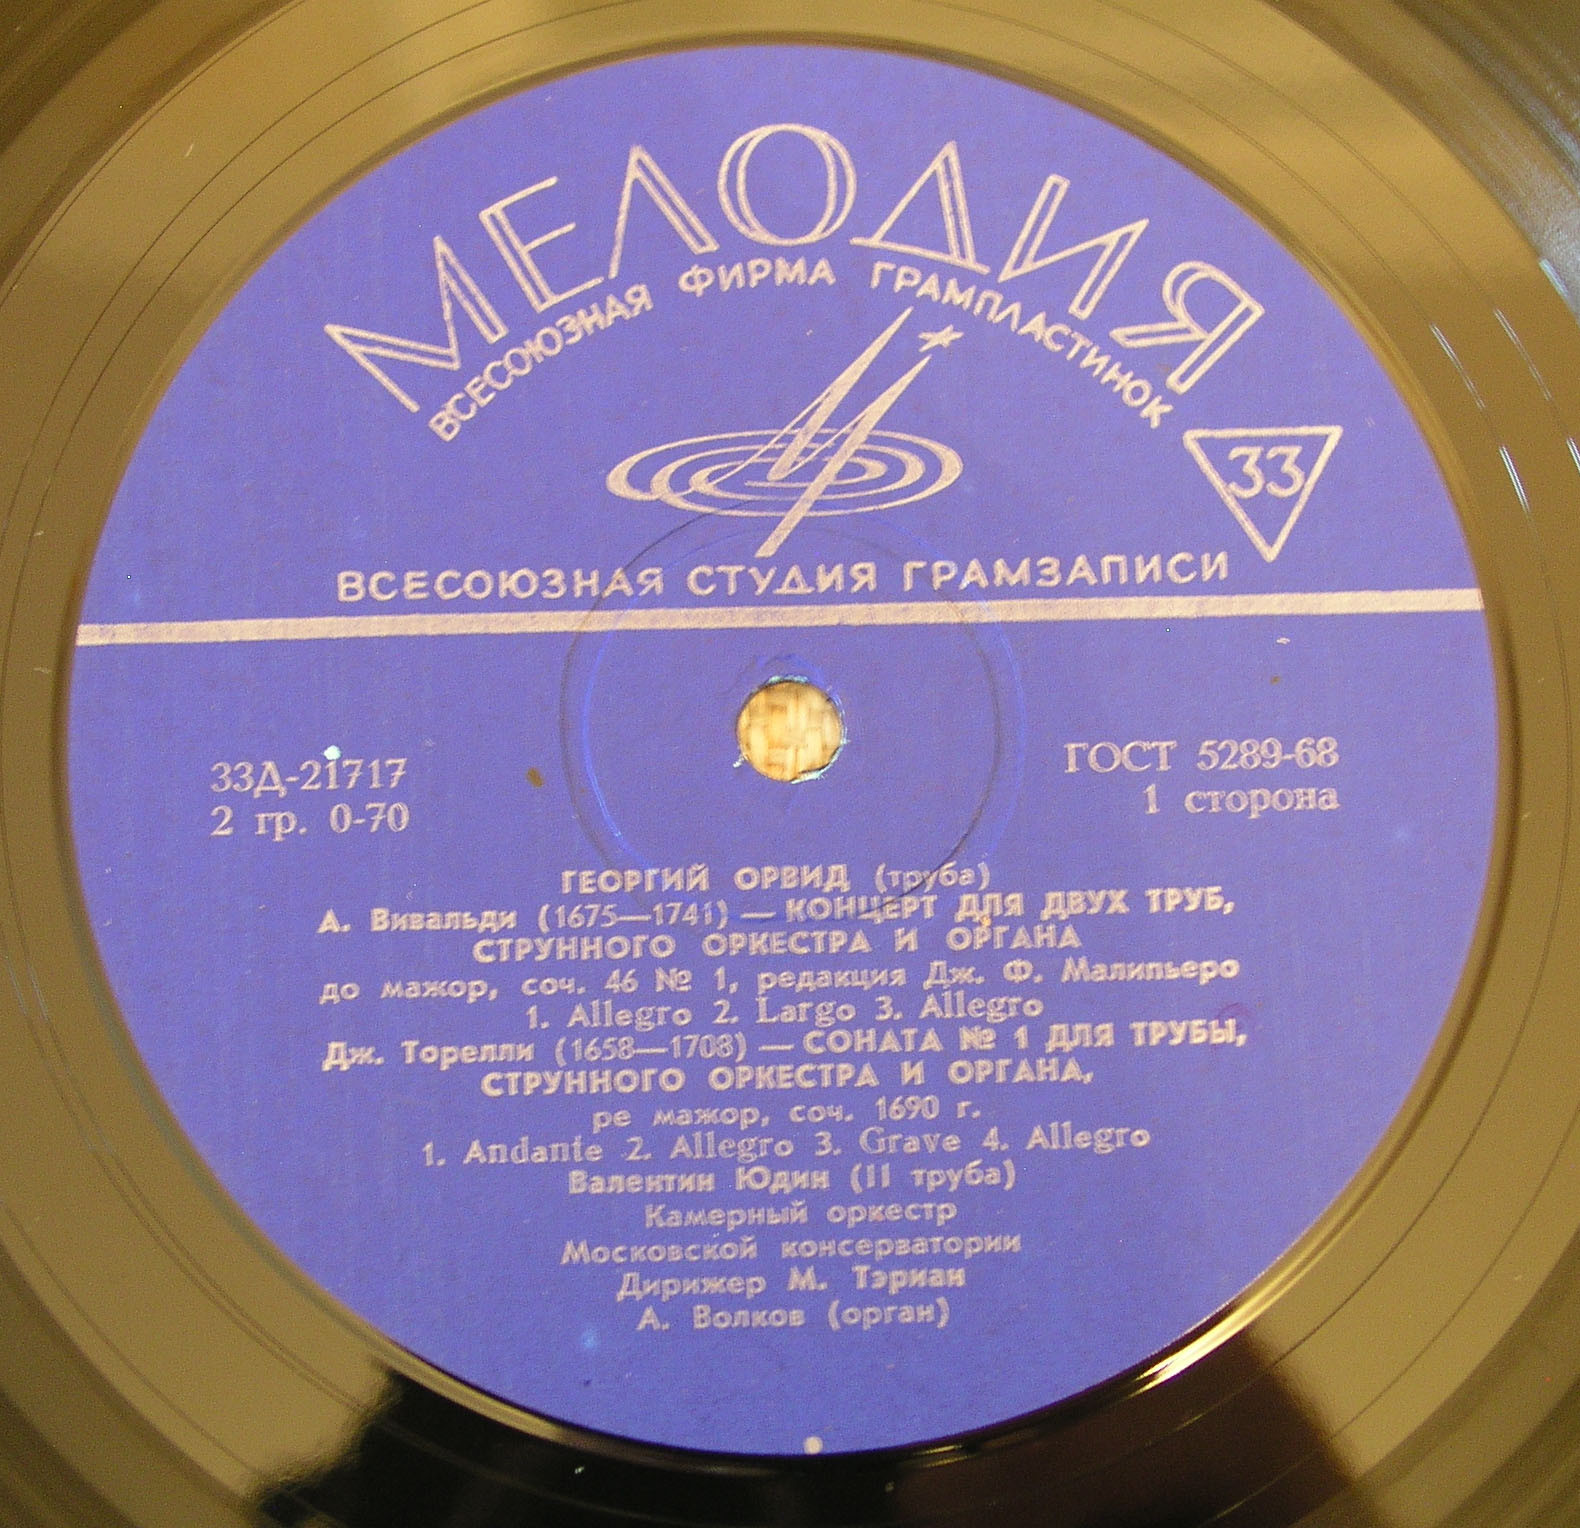 МЕЛОДИЯ
ВСЕСОЮЗНАЯ ФИРМА ГРАМПЛАСТИНОК
33
ВСЕСОЮЗНАЯ СТУДИЯ ГРАМЗАПИСИ
33Д-21717
2 гр. 0-70
ГОСТ 5289-68
1 сторона
ГЕОРГИЙ ОРВИД (труба)
А. Вивальди (1675—1741) — КОНЦЕРТ ДЛЯ ДВУХ ТРУБ,
СТРУННОГО ОРКЕСТРА И ОРГАНА
до мажор, соч. 46 № 1, редакция Дж. Ф. Малипьеро
1. Allegro 2. Largo 3. Allegro
Дж. Торелли (1658—1708) — СОНАТА № 1 ДЛЯ ТРУБЫ,
СТРУННОГО ОРКЕСТРА И ОРГАНА,
ре мажор, соч. 1690 г.
1. Andante 2. Allegro 3. Grave 4. Allegro
Валентин Юдин (II труба)
Камерный оркестр
Московской консерватории
Дирижер М. Тэриан
А. Волков (орган)